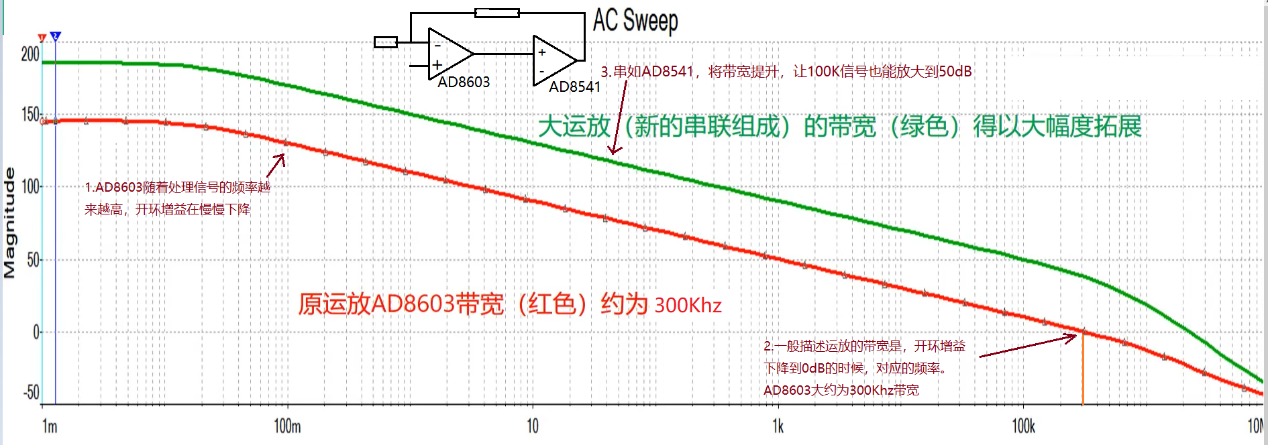 AC Sweep
AD8603
AD8541
3.串如AD8541，将带宽提升，让100K信号也能放大到50dB
大运放（新的串联组成）的带宽（绿色）得以大幅度拓展
1.AD8603随着处理信号的频率越
来越高，开环增益在慢慢下降
原运放AD8603带宽（红色）约为 300Khz
2.一般描述运放的带宽是，开环增益
下降到0dB的时候，对应的频率。
AD8603大约为300Khz带宽
Magnitude
200
150
100
50
0
-50
1m
100m
10
1k
100k
10M